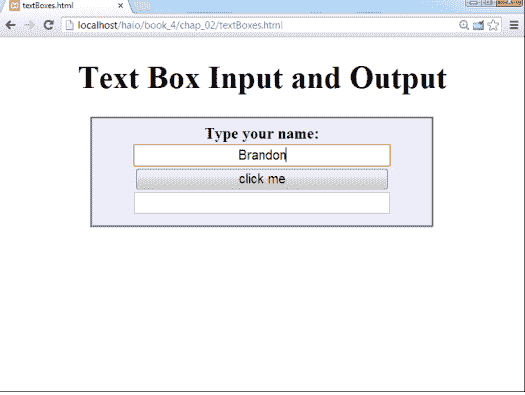 textBoxes.html
localhost/haio/book_4/chap_02/textBoxes.html
Text Box Input and Output
Type your name:
Brandon
click me